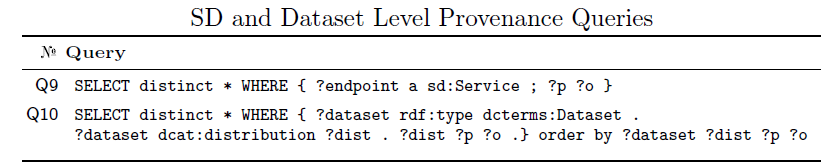 SD and Dataset Level Provenance Queries
№ Query
Q9 SELECT distinct * WHERE { ?endpoint a sd:Service ; ?p ?o }
Q10 SELECT distinct * WHERE { ?dataset rdf:type dcterms:Dataset .
?dataset dcat:distribution ?dist . ?dist ?p ?o .} order by ?dataset ?dist ?p ?o